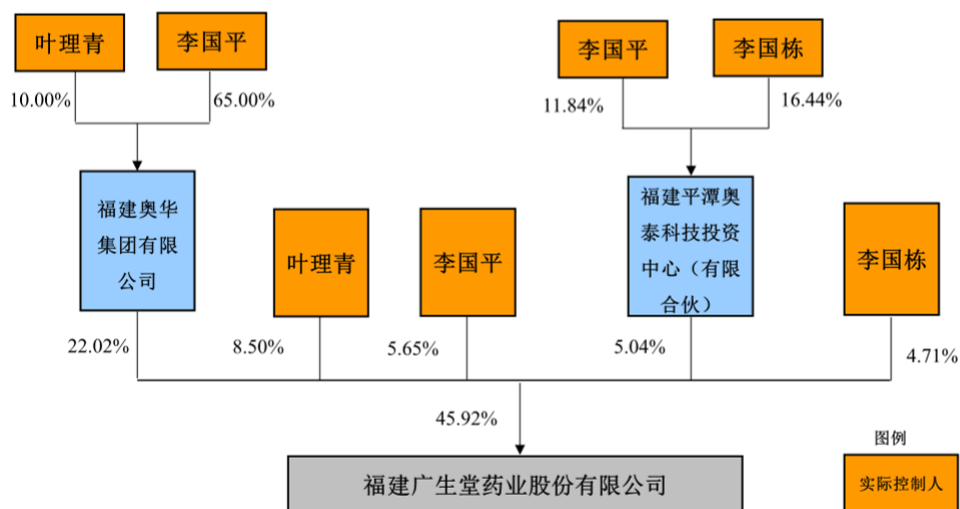 叶理青
李国平
李国平
李国栋
10.00%
65.00%
11.84%
16.44%
福建奥华
集团有限
公司
叶理青
李国平
福建平潭奥
泰科技投资
中心（有限
合伙）
李国栋
22.02%
8.50%
5.65%
5.04%
4.71%
45.92%
图例
福建广生堂药业股份有限公司
实际控制人